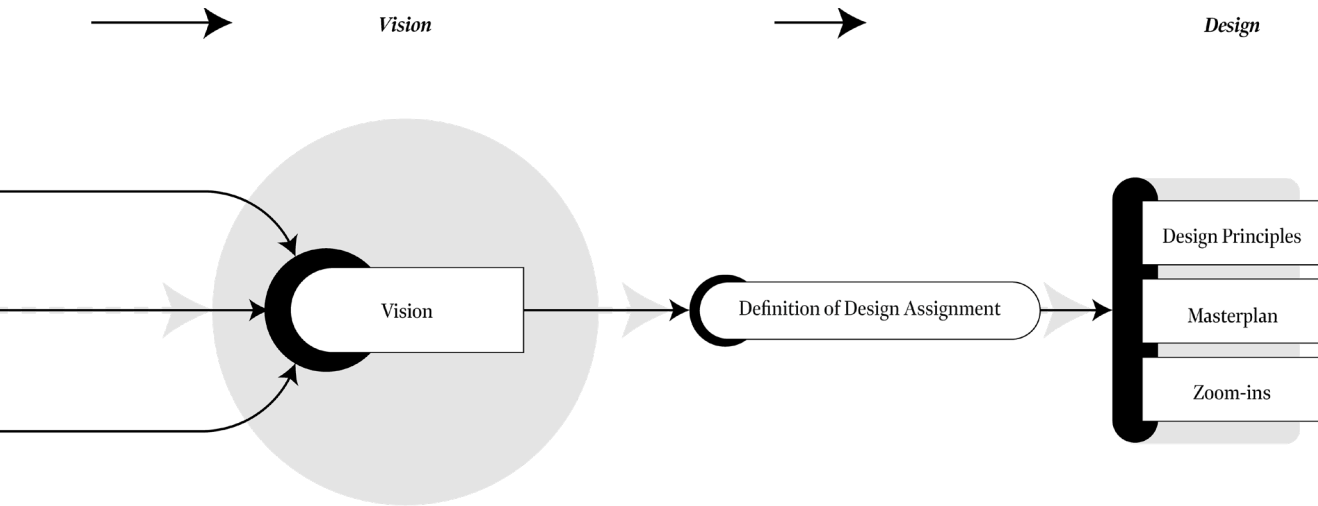 Vision
Design
Vision
Definition of Design Assignment
Design Principles
Masterplan
Zoom-ins